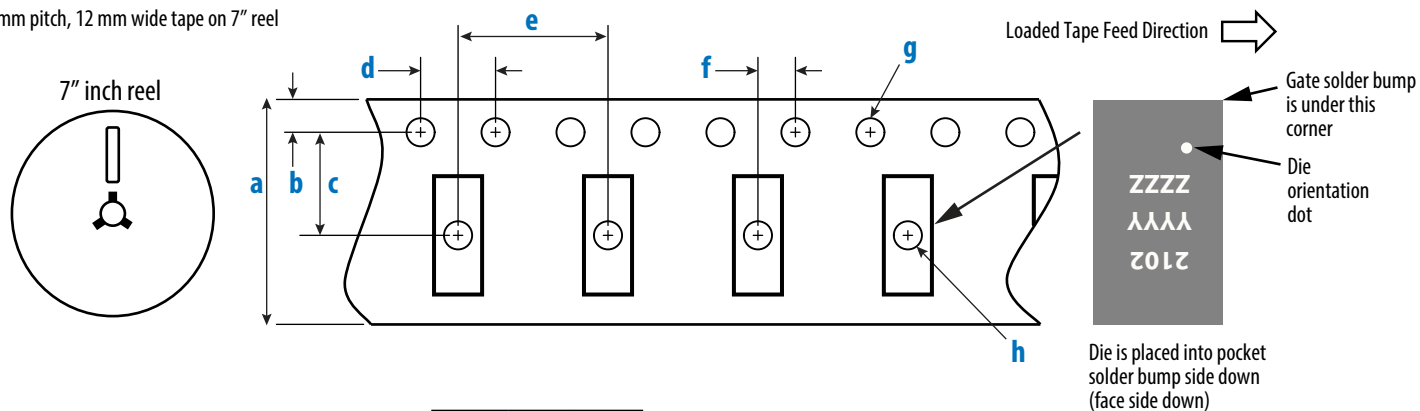 mm pitch, 12 mm wide tape on 7” reel
7” inch reel
Loaded Tape Feed Direction
a
b
c
d
e
f
g
h
Gate solder bump
is under this
corner
Die
orientation
dot
2102
YYYY
ZZZZ
Die is placed into pocket
solder bump side down
(face side down)